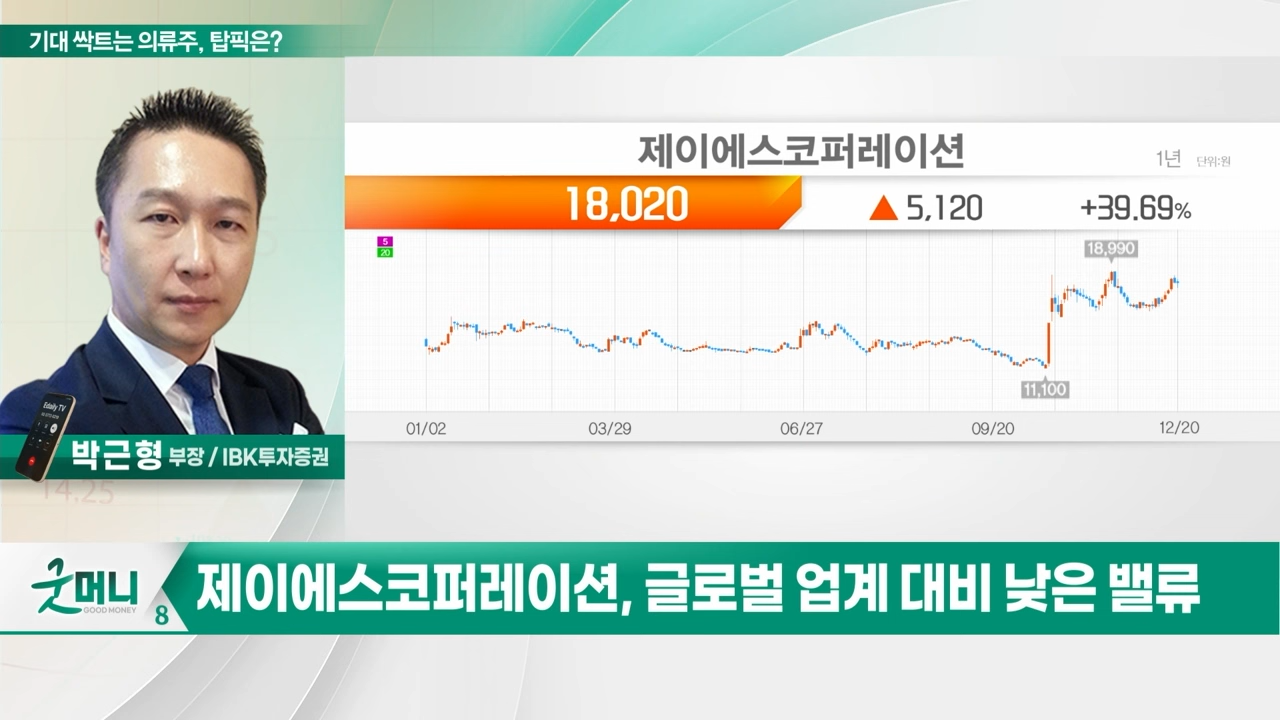 기대 싹트는 의류주, 탑픽은?
제이에스코퍼레이션
1년 단위:원
18,020 ▲ 5,120 +39.69%
5
20
18,990
11,100
01/02 03/29 06/27 09/20 12/20
Edaily TV
박근형 부장 / IBK투자증권
14,25
굿머니
GOOD MONEY
8
제이에스코퍼레이션, 글로벌 업계 대비 낮은 밸류